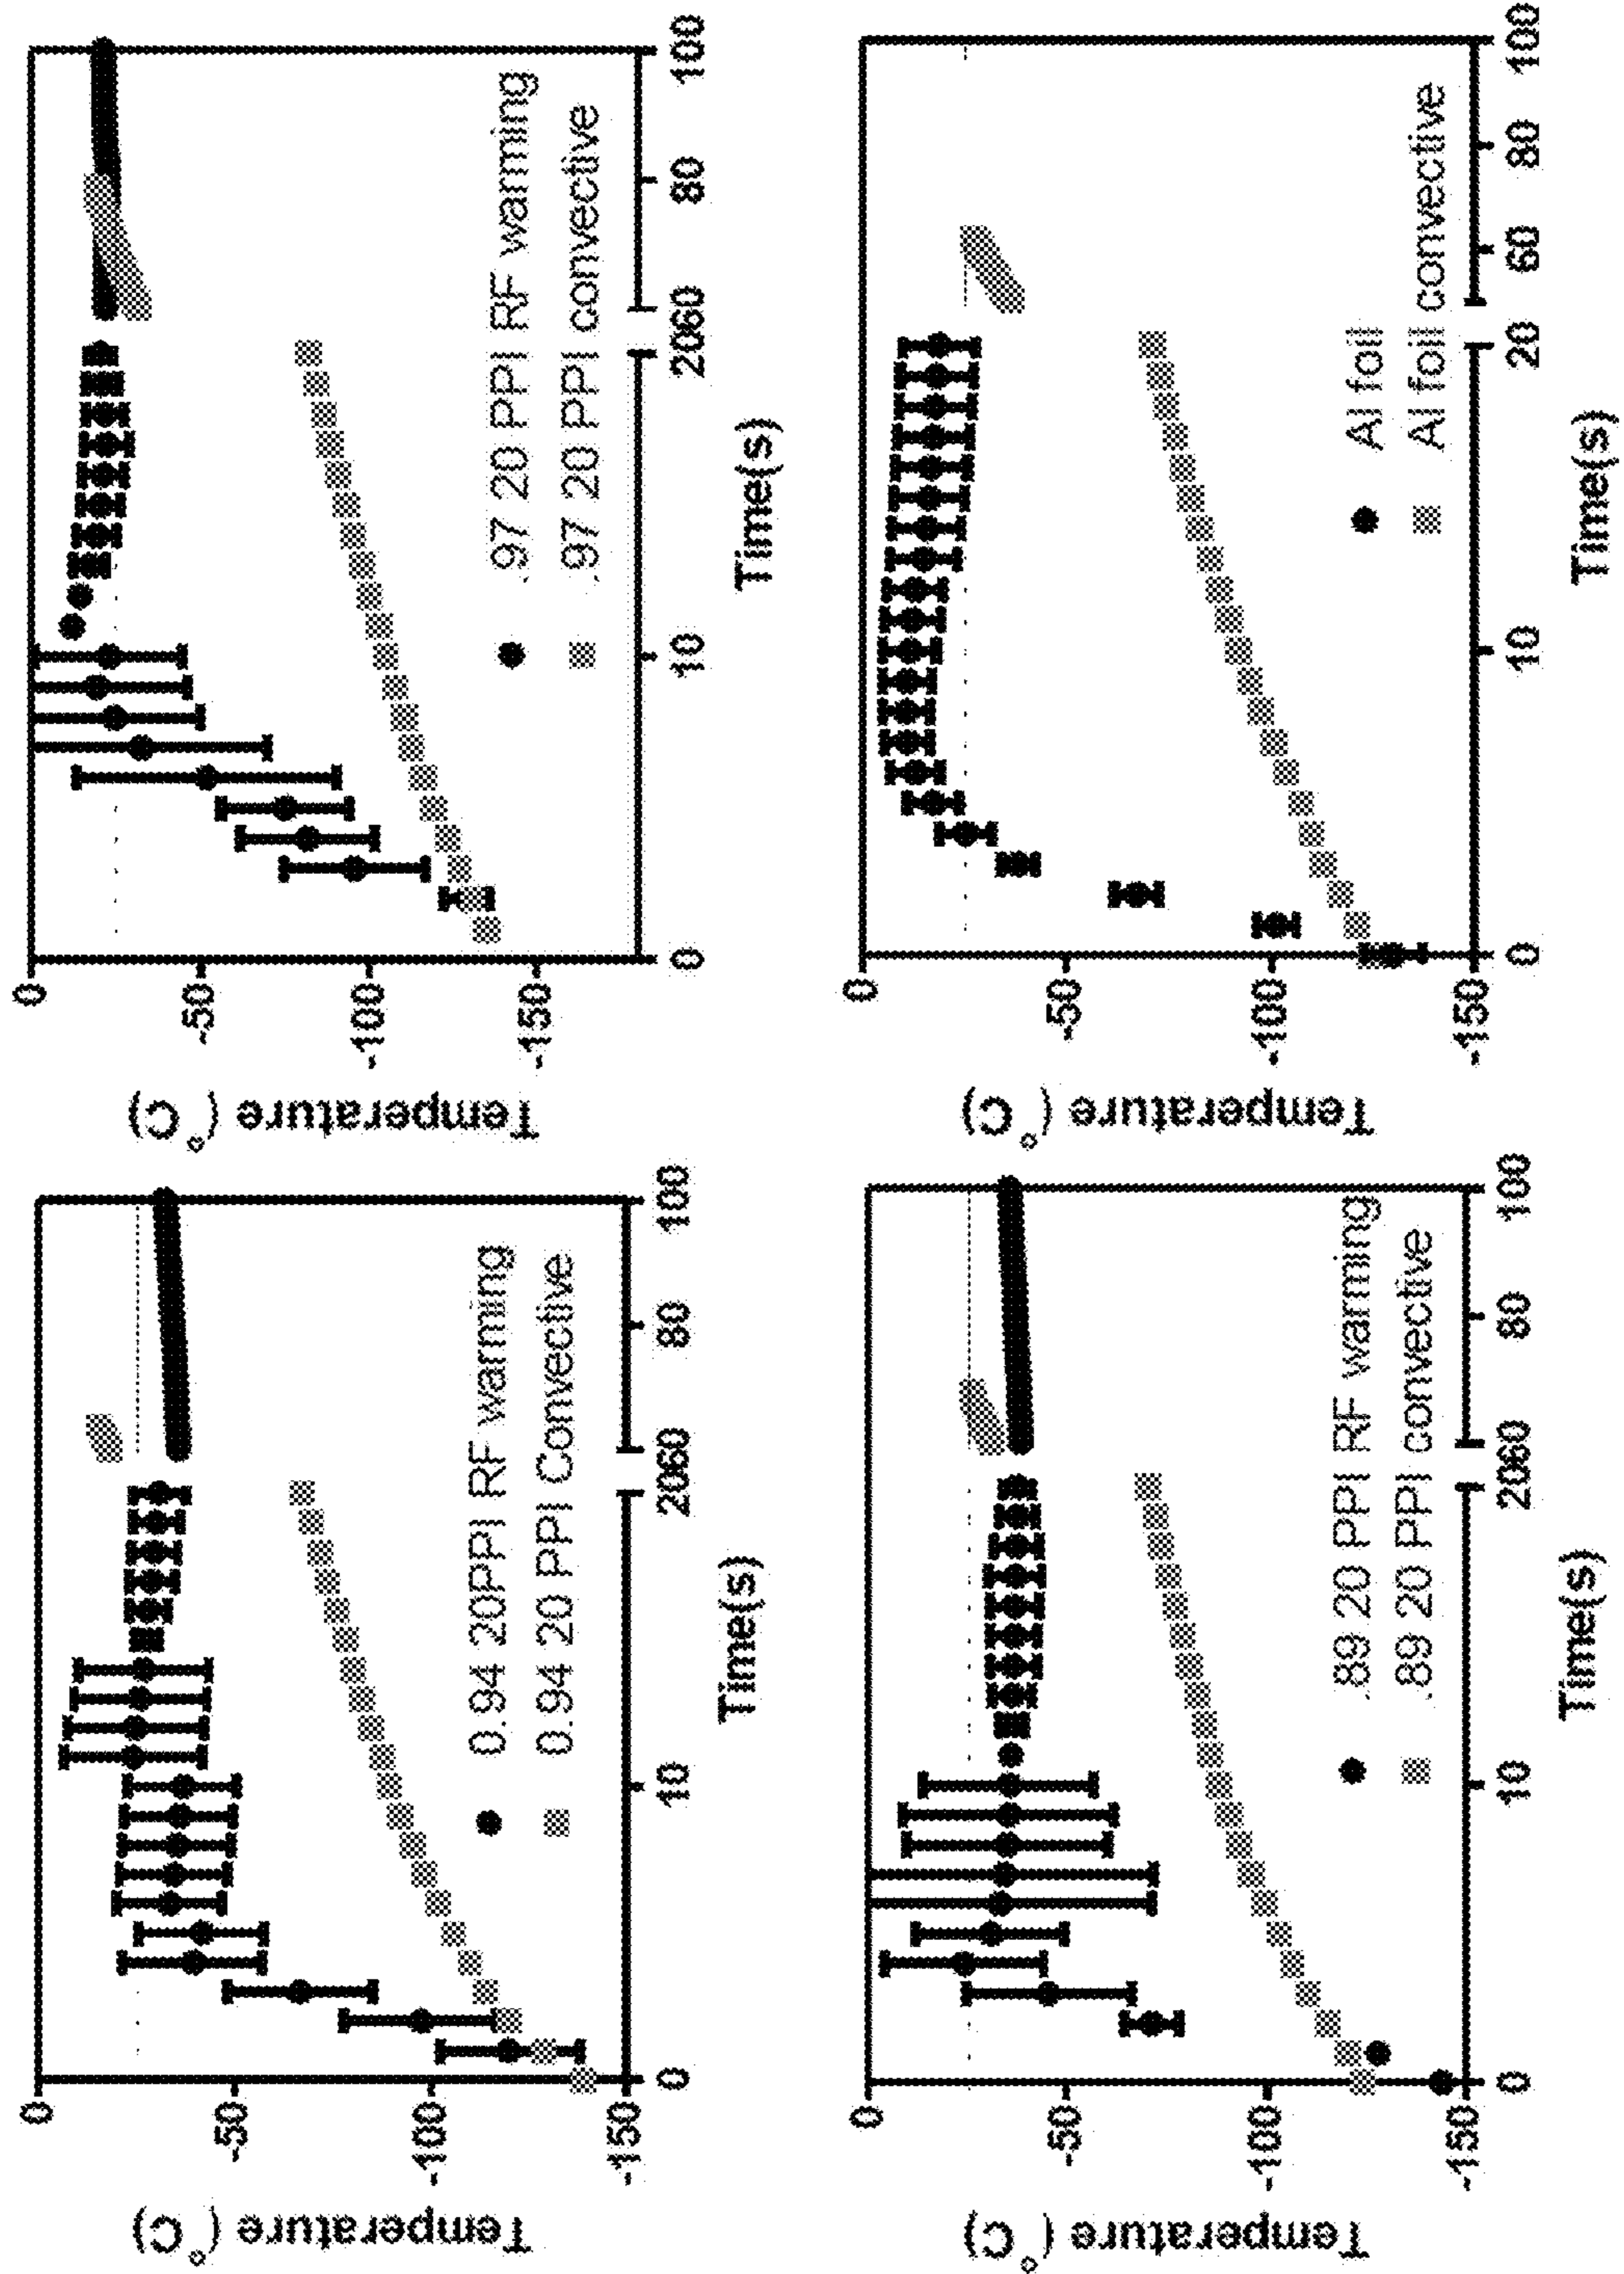 Temperature (°C)
0
-50
-100
-150
0.94 20PPI RF warming
0.94 20 PPI Convective
0
10
20
60
80
100
Time(s)
Temperature (°C)
0
-50
-100
-150
.97 20 PPI RF warming
.97 20 PPI convective
0
10
20
60
80
100
Time(s)
Temperature (°C)
0
-50
-100
-150
.89 20 PPI RF warming
.89 20 PPI convective
0
10
20
60
80
100
Time(s)
Temperature (°C)
0
-50
-100
-150
Al foil
Al foil convective
0
10
20
60
80
100
Time(s)